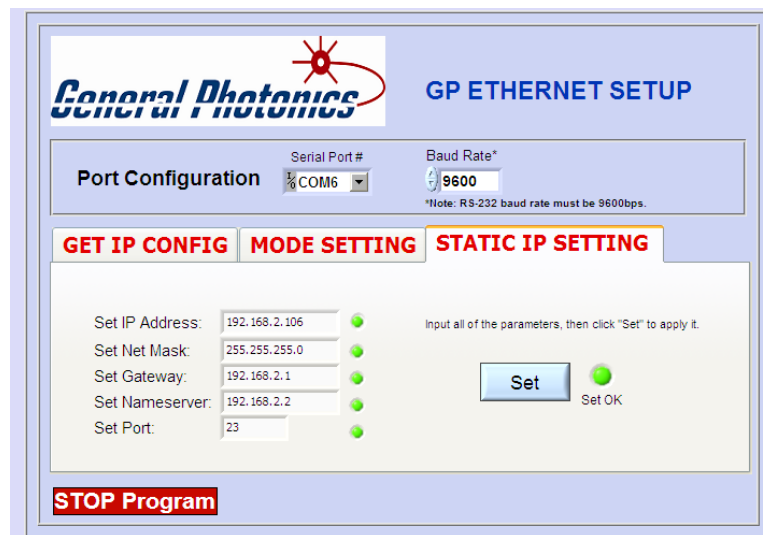 General Photonics
GP ETHERNET SETUP
Port Configuration
Serial Port #
COM6
Baud Rate*
9600
*Note: RS-232 baud rate must be 9600bps.
GET IP CONFIG
MODE SETTING
STATIC IP SETTING
Set IP Address: 192.168.2.106
Input all of the parameters, then click "Set" to apply it.
Set Net Mask: 255.255.255.0
Set Gateway: 192.168.2.1
Set
Set Nameserver: 192.168.2.2
Set OK
Set Port: 23
STOP Program